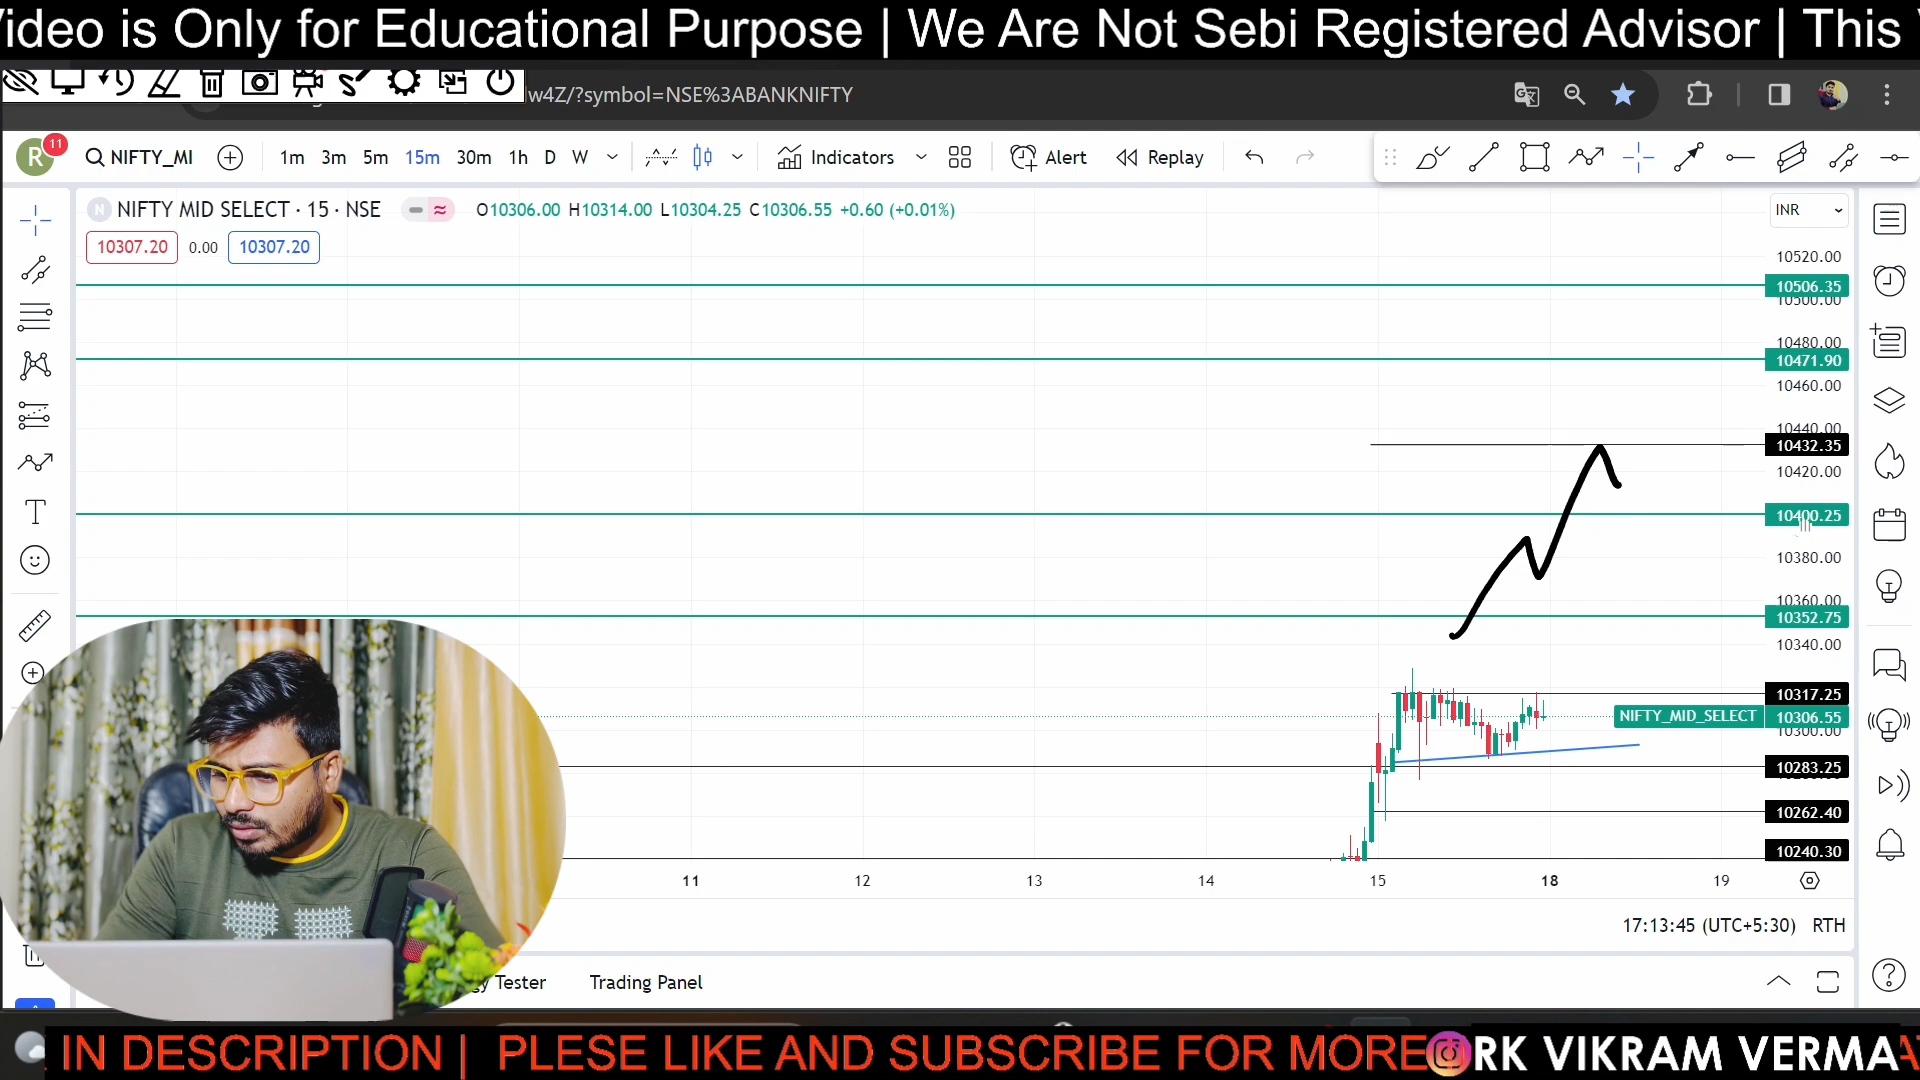 Video is Only for Educational Purpose | We Are Not Sebi Registered Advisor | This
w4Z/?symbol=NSE%3ABANKNIFTY
R 11 NIFTY_MI 1m 3m 5m 15m 30m 1h D W Indicators Alert Replay
N NIFTY MID SELECT · 15 · NSE O10306.00 H10314.00 L10304.25 C10306.55 +0.60 (+0.01%) INR
10307.20 0.00 10307.20
10520.00
10506.35
10500.00
10480.00
10471.90
10460.00
10440.00
10432.35
10420.00
10400.25
10380.00
10360.00
10352.75
10340.00
10317.25
NIFTY_MID_SELECT 10306.55
10300.00
10283.25
10262.40
10240.30
11 12 13 14 15 18 19
17:13:45 (UTC+5:30) RTH
Tester Trading Panel
IN DESCRIPTION | PLESE LIKE AND SUBSCRIBE FOR MORE RK VIKRAM VERMA